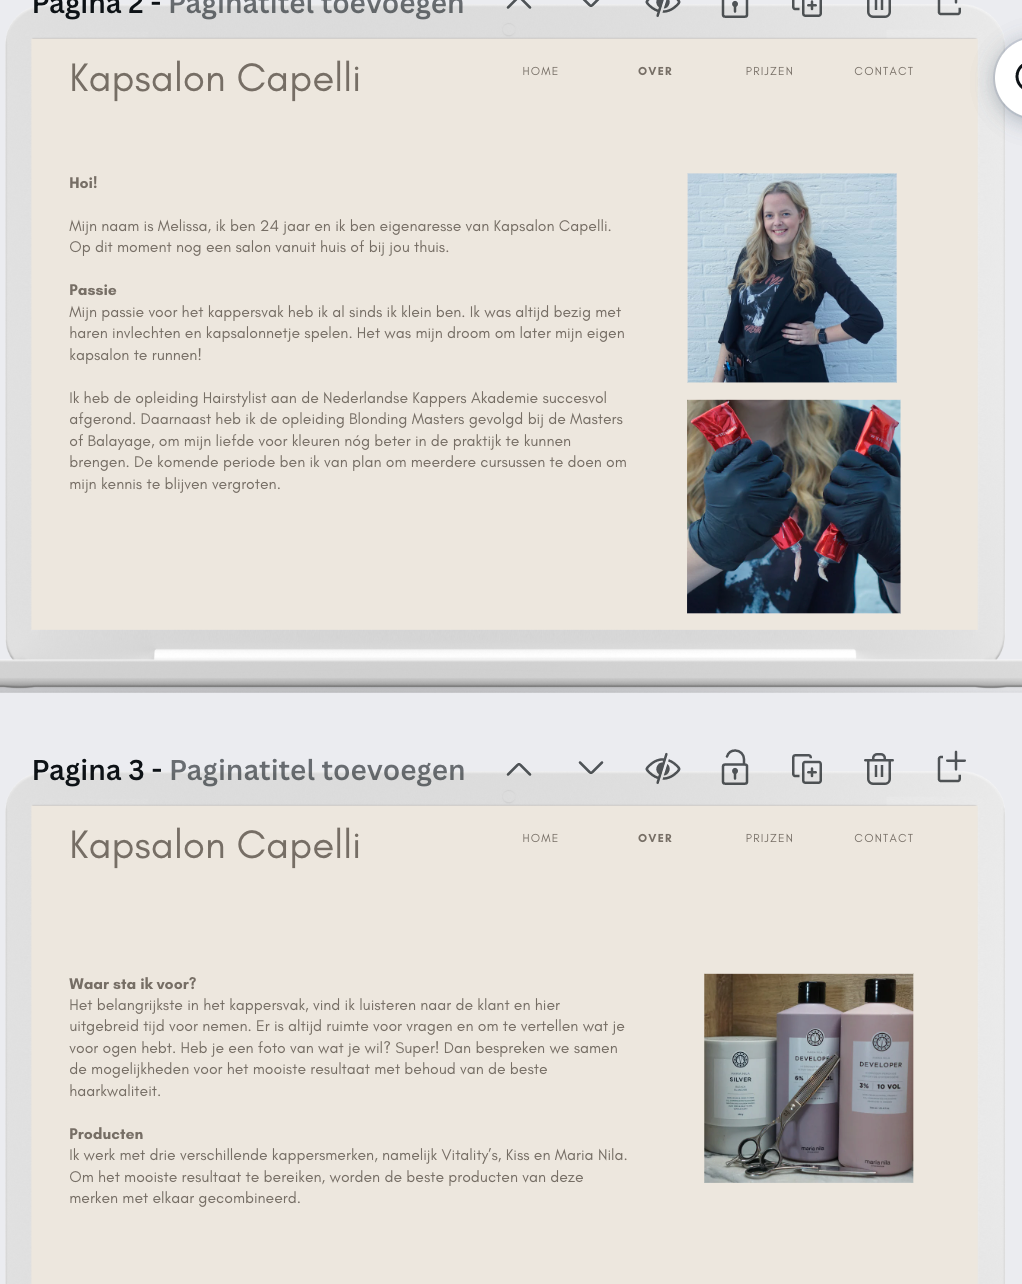 Pagina 2 - Paginatitel toevoegen
Kapsalon Capelli
HOME OVER PRIJZEN CONTACT
Hoi!
Mijn naam is Melissa, ik ben 24 jaar en ik ben eigenaresse van Kapsalon Capelli.
Op dit moment nog een salon vanuit huis of bij jou thuis.
Passie
Mijn passie voor het kappersvak heb ik al sinds ik klein ben. Ik was altijd bezig met
haren invlechten en kapsalonnetje spelen. Het was mijn droom om later mijn eigen
kapsalon te runnen!
Ik heb de opleiding Hairstylist aan de Nederlandse Kappers Akademie succesvol
afgerond. Daarnaast heb ik de opleiding Blonding Masters gevolgd bij de Masters
of Balayage, om mijn liefde voor kleuren nóg beter in de praktijk te kunnen
brengen. De komende periode ben ik van plan om meerdere cursussen te doen om
mijn kennis te blijven vergroten.
Pagina 3 - Paginatitel toevoegen
Kapsalon Capelli
HOME OVER PRIJZEN CONTACT
Waar sta ik voor?
Het belangrijkste in het kappersvak, vind ik luisteren naar de klant en hier
uitgebreid tijd voor nemen. Er is altijd ruimte voor vragen en om te vertellen wat je
voor ogen hebt. Heb je een foto van wat je wil? Super! Dan bespreken we samen
de mogelijkheden voor het mooiste resultaat met behoud van de beste
haarkwaliteit.
Producten
Ik werk met drie verschillende kappersmerken, namelijk Vitality's, Kiss en Maria Nila.
Om het mooiste resultaat te bereiken, worden de beste producten van deze
merken met elkaar gecombineerd.
SILVER
DEVELOPER
3% 10 VOL
maria nila